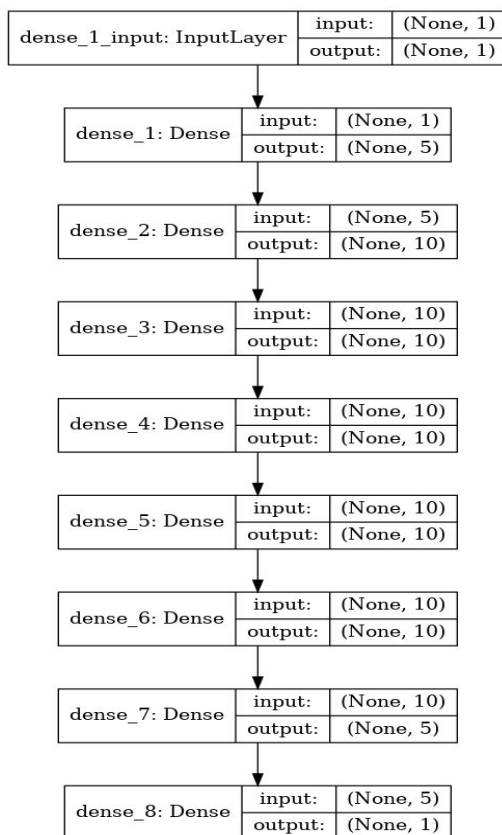 dense_1_input: InputLayer
input: (None, 1)
output: (None, 1)
dense_1: Dense
input: (None, 1)
output: (None, 5)
dense_2: Dense
input: (None, 5)
output: (None, 10)
dense_3: Dense
input: (None, 10)
output: (None, 10)
dense_4: Dense
input: (None, 10)
output: (None, 10)
dense_5: Dense
input: (None, 10)
output: (None, 10)
dense_6: Dense
input: (None, 10)
output: (None, 10)
dense_7: Dense
input: (None, 10)
output: (None, 5)
dense_8: Dense
input: (None, 5)
output: (None, 1)